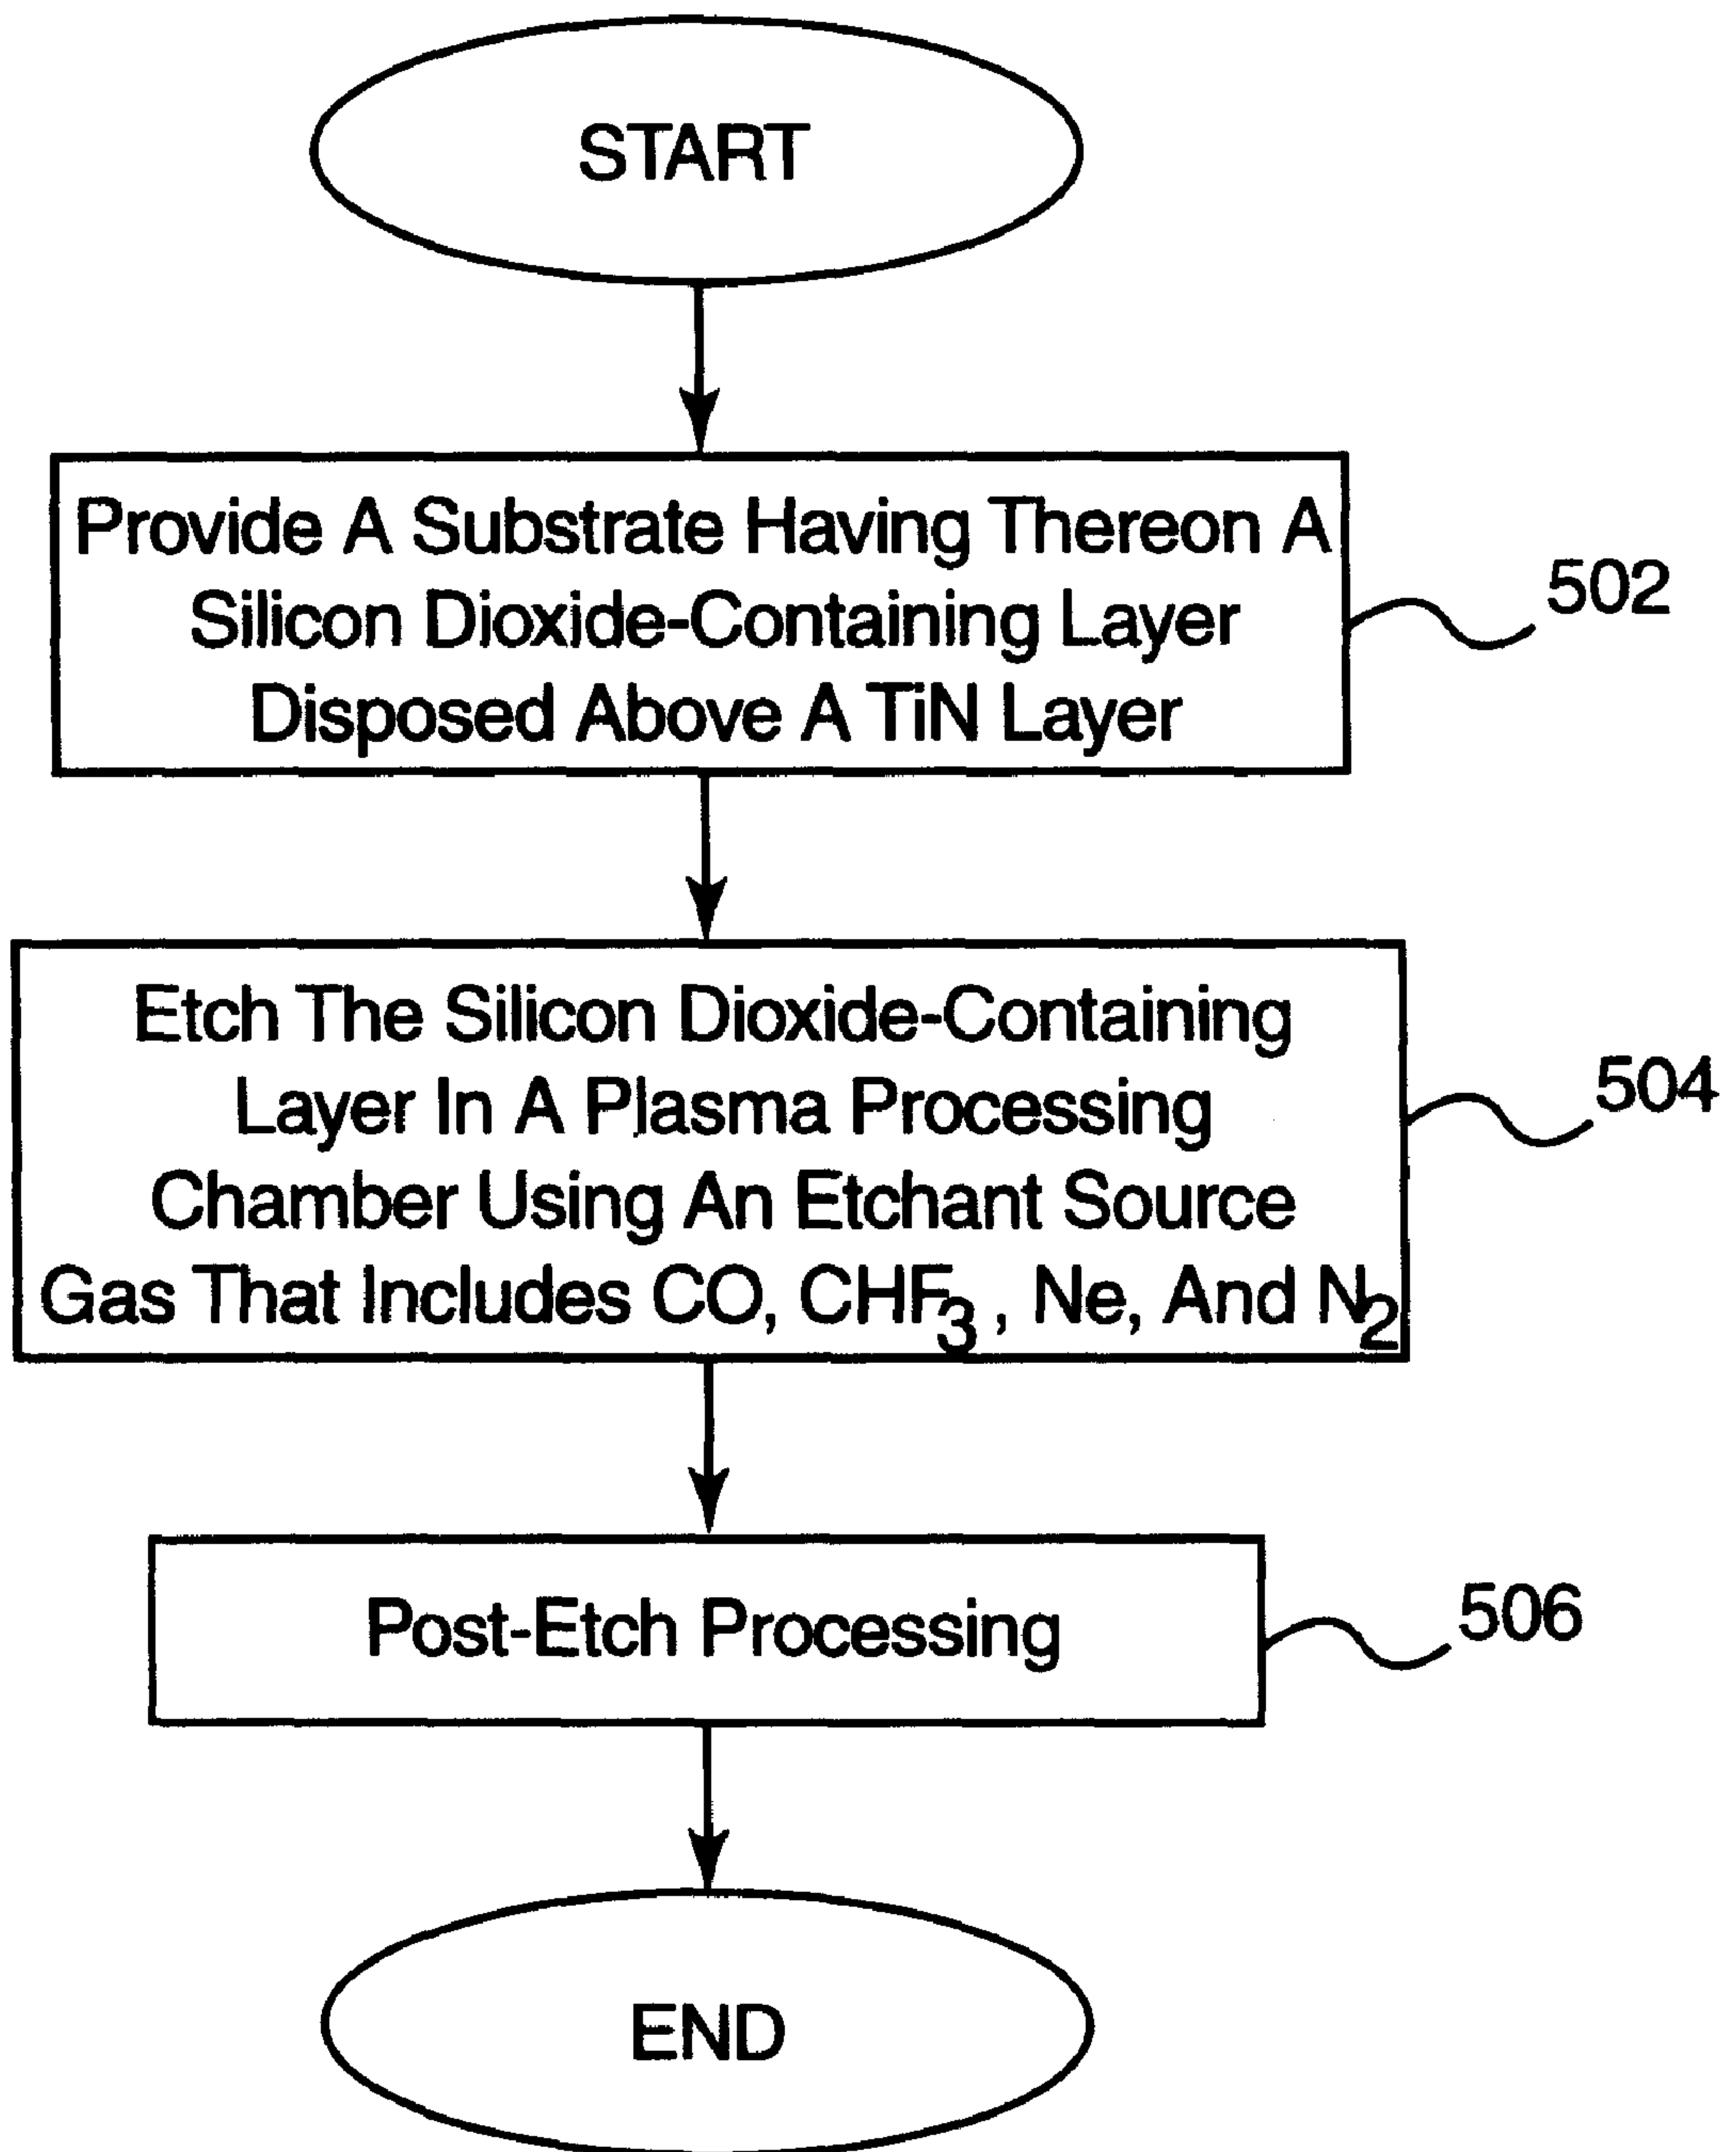 START
Provide A Substrate Having Thereon A
Silicon Dioxide-Containing Layer
Disposed Above A TiN Layer
502
Etch The Silicon Dioxide-Containing
Layer In A Plasma Processing
Chamber Using An Etchant Source
Gas That Includes CO, CHF₃, Ne, And N₂
504
Post-Etch Processing
506
END